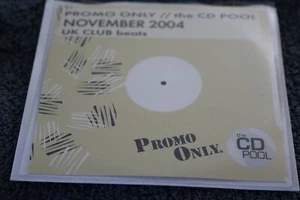 PROMO ONLY // the CD POOL
NOVEMBER 2004
UK CLUB beats
PROMO
ONLY.
the
CD
POOL